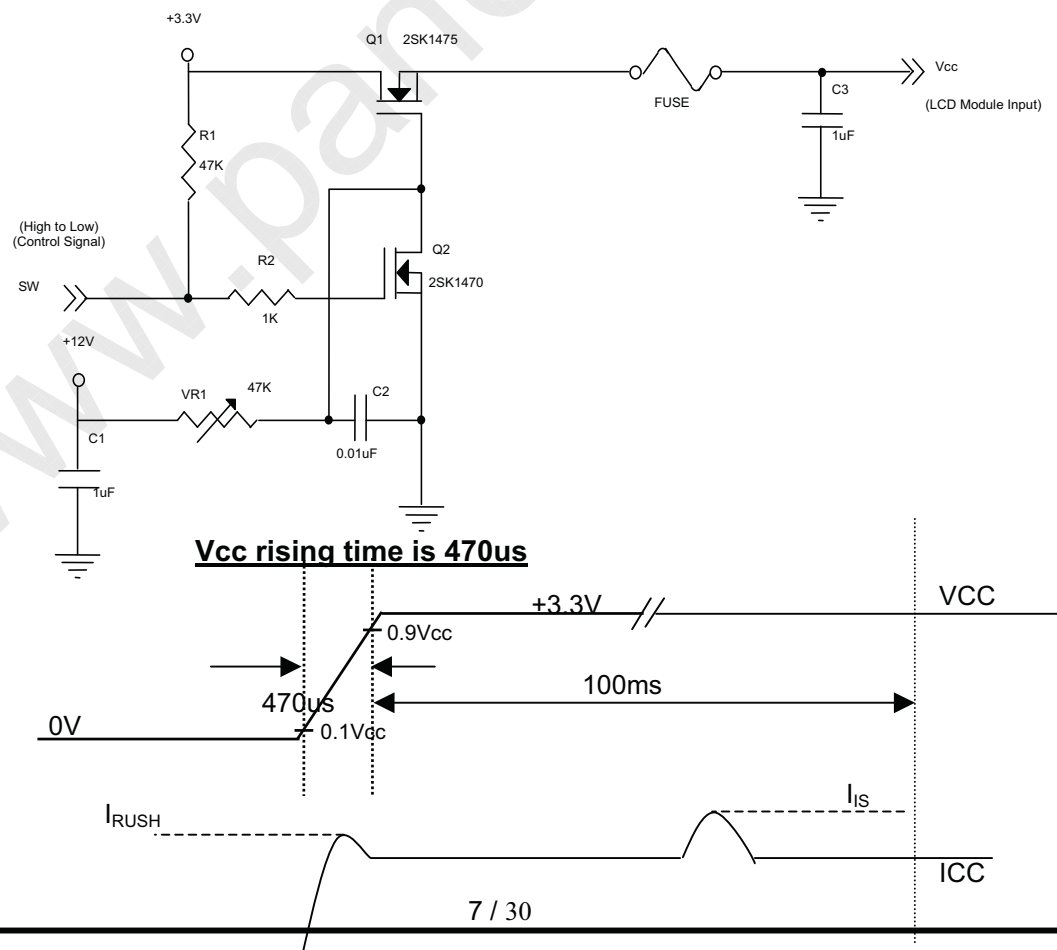 +3.3V
Q1 2SK1475
Vcc
FUSE
C3
(LCD Module Input)
R1
1uF
47K
(High to Low)
(Control Signal)
Q2
R2
2SK1470
SW
1K
+12V
VR1
47K
C2
C1
0.01uF
1uF
www.pan
Vcc rising time is 470us
+3.3V
VCC
0.9Vcc
470us
100ms
0V
0.1Vcc
IRUSH
IIS
ICC
7 / 30